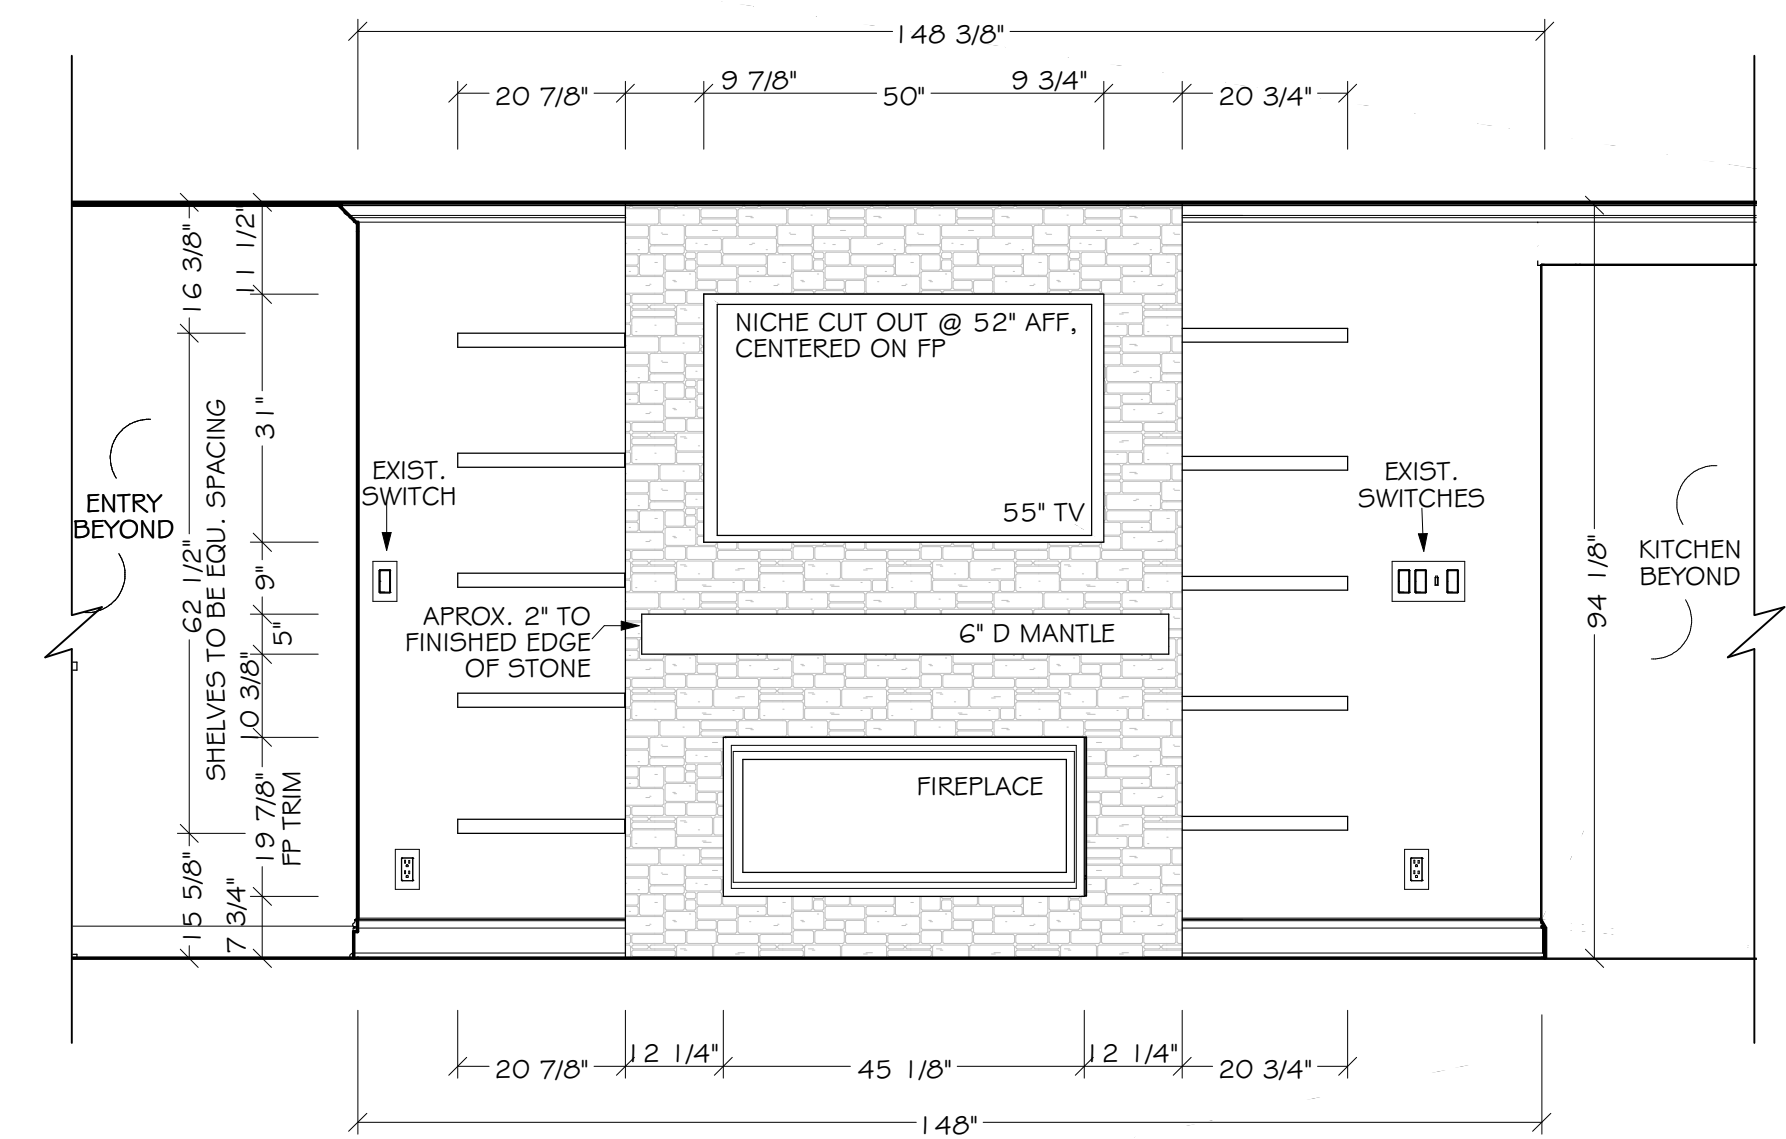 148 3/8"
20 7/8"
9 7/8"
50"
9 3/4"
20 3/4"
16 3/8"
11 1/2"
NICHE CUT OUT @ 52" AFF,
CENTERED ON FP
31"
55" TV
EXIST.
SWITCH
EXIST.
SWITCHES
ENTRY
BEYOND
SHELVES TO BE EQU. SPACING
62 1/2"
9"
5"
94 1/8"
KITCHEN
BEYOND
APROX. 2" TO
FINISHED EDGE
OF STONE
6" D MANTLE
10 3/8"
19 7/8"
FP TRIM
FIREPLACE
15 5/8"
7 3/4"
20 7/8"
12 1/4"
45 1/8"
12 1/4"
20 3/4"
148"